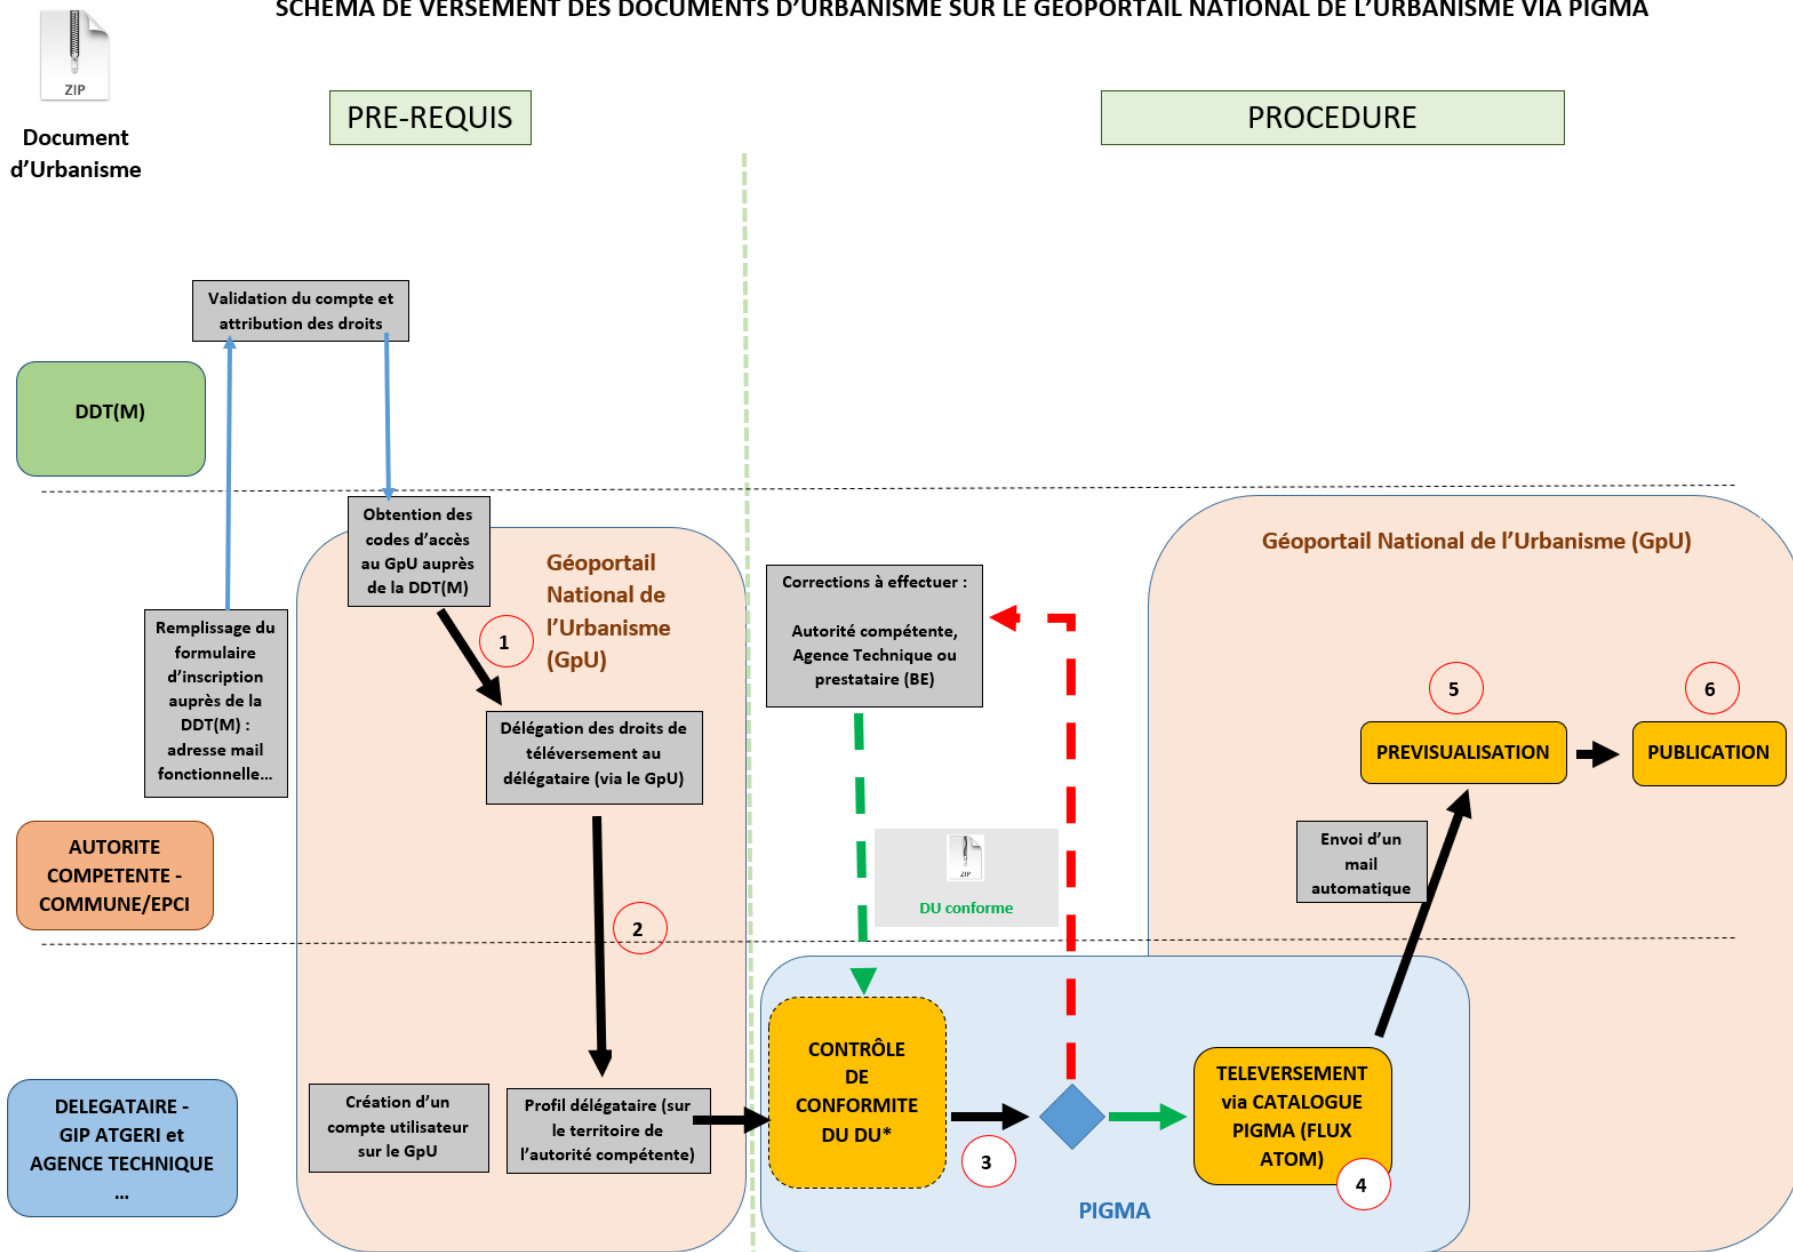 SCHEMA DE VERSEMENT DES DOCUMENTS D'URBANISME SUR LE GEOPORTAIL NATIONAL DE L'URBANISME VIA PIGMA
ZIP
Document
d'Urbanisme
PRE-REQUIS
PROCEDURE
Validation du compte et
attribution des droits
DDT(M)
Obtention des
codes d'accès
au GpU auprès
de la DDT(M)
Géoportail
National de
l'Urbanisme
(GpU)
1
Remplissage du
formulaire
d'inscription
auprès de la
DDT(M) :
adresse mail
fonctionnelle...
Délégation des droits de
téléversement au
délégataire (via le GpU)
Corrections à effectuer :
Autorité compétente,
Agence Technique ou
prestataire (BE)
Géoportail National de l'Urbanisme (GpU)
5
6
PREVISUALISATION
PUBLICATION
Envoi d'un
mail
automatique
AUTORITE
COMPETENTE -
COMMUNE/EPCI
2
ZIP
DU conforme
DELEGATAIRE -
GIP ATGERI et
AGENCE TECHNIQUE
...
Création d'un
compte utilisateur
sur le GpU
Profil délégataire (sur
le territoire de
l'autorité compétente)
CONTRÔLE
DE
CONFORMITE
DU DU*
3
TELEVERSEMENT
via CATALOGUE
PIGMA (FLUX
ATOM)
4
PIGMA